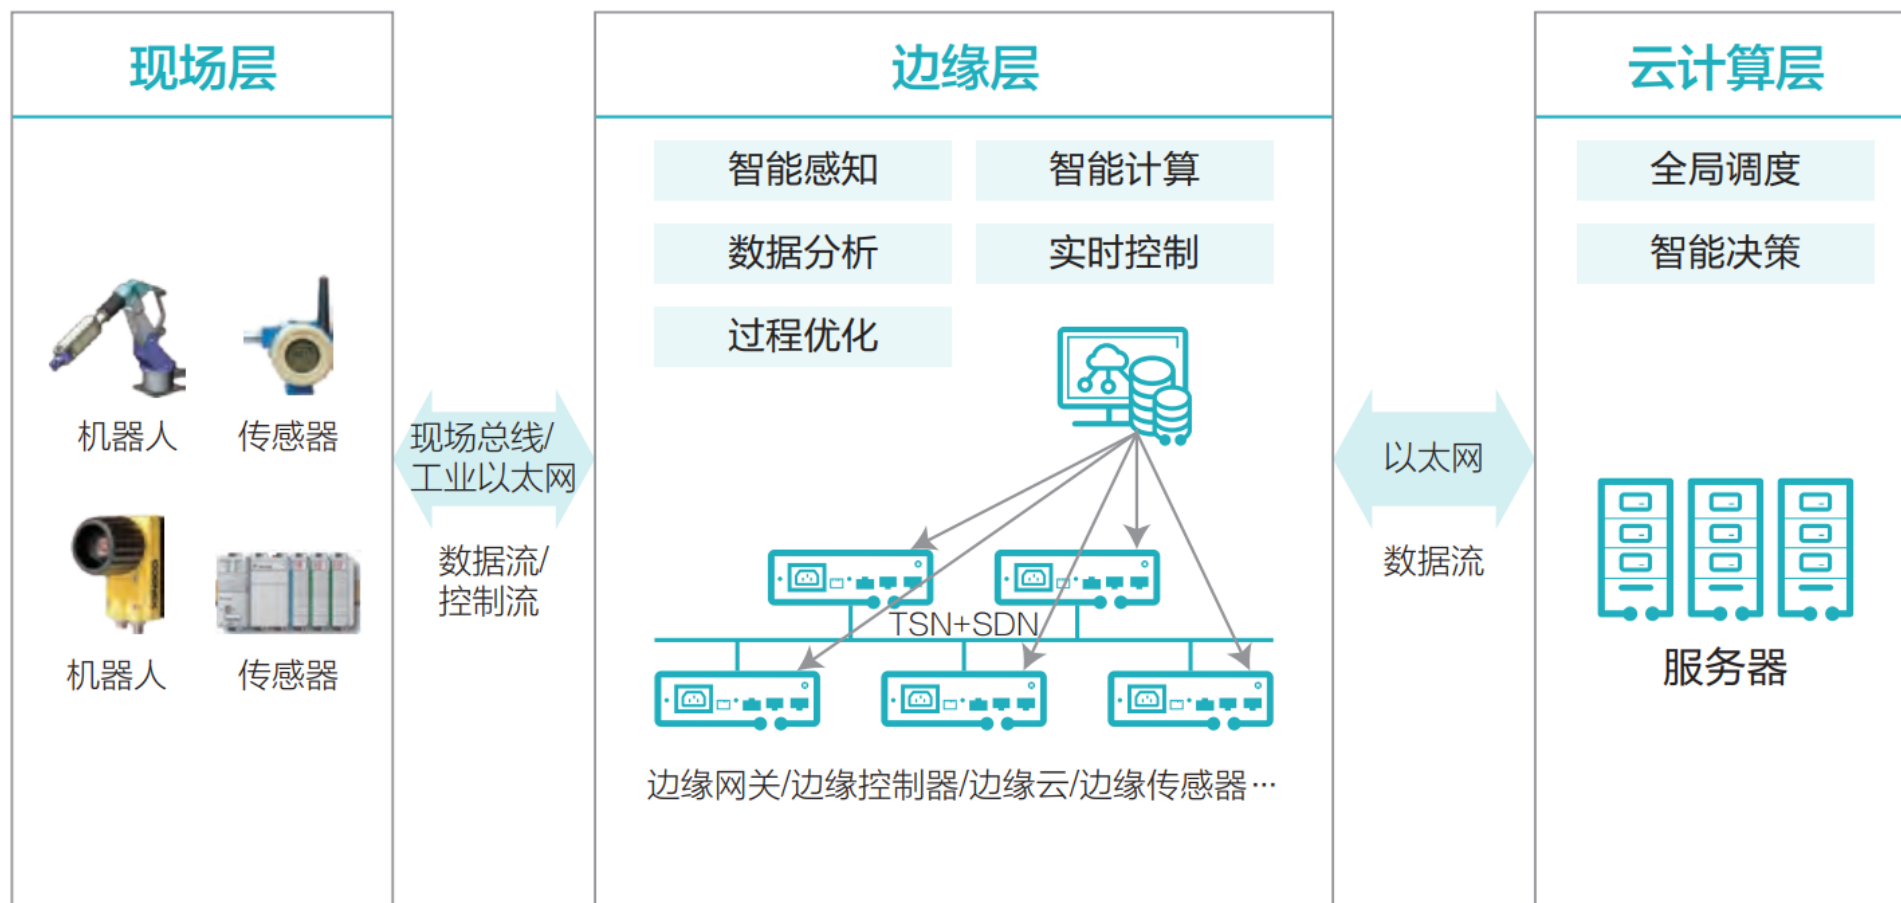 现场层
机器人
传感器
机器人
传感器
现场总线/
工业以太网
数据流/
控制流
边缘层
智能感知
智能计算
数据分析
实时控制
过程优化
TSN+SDN
边缘网关/边缘控制器/边缘云/边缘传感器…
以太网
数据流
云计算层
全局调度
智能决策
服务器